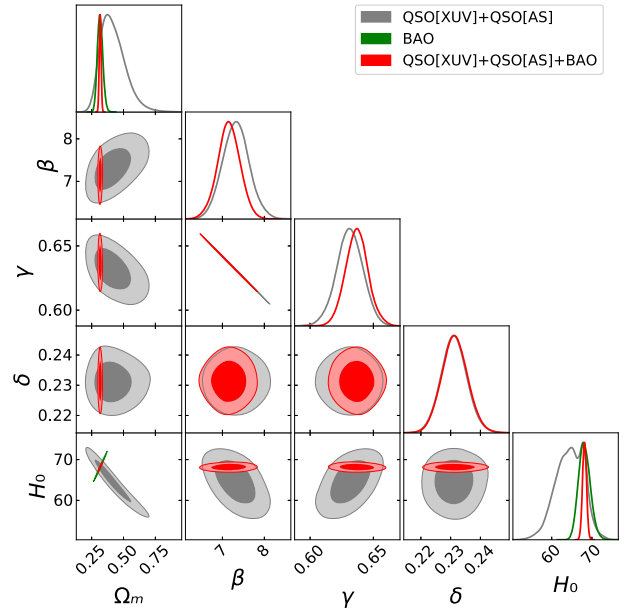 QSO[XUV]+QSO[AS]
BAO
QSO[XUV]+QSO[AS]+BAO
β
8
7
γ
0.65
0.60
δ
0.24
0.23
0.22
H₀
70
60
0.25 0.50 0.75
7 8
0.60 0.65
0.22 0.23 0.24
60 70
Ωₘ β γ δ H₀